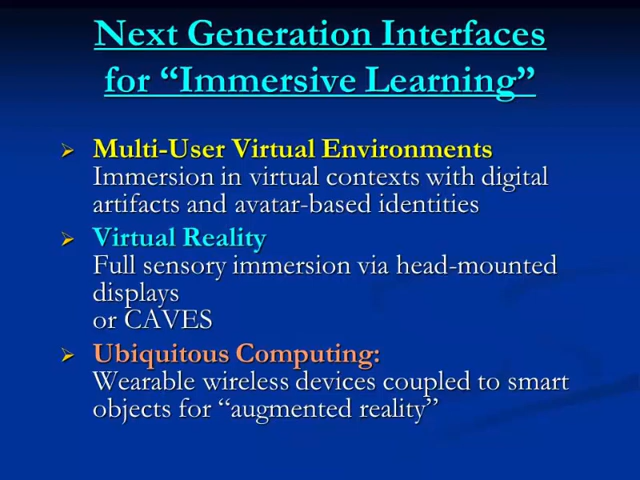 Next Generation Interfaces
for “Immersive Learning”
Multi-User Virtual Environments
Immersion in virtual contexts with digital
artifacts and avatar-based identities
Virtual Reality
Full sensory immersion via head-mounted
displays
or CAVES
Ubiquitous Computing:
Wearable wireless devices coupled to smart
objects for “augmented reality”